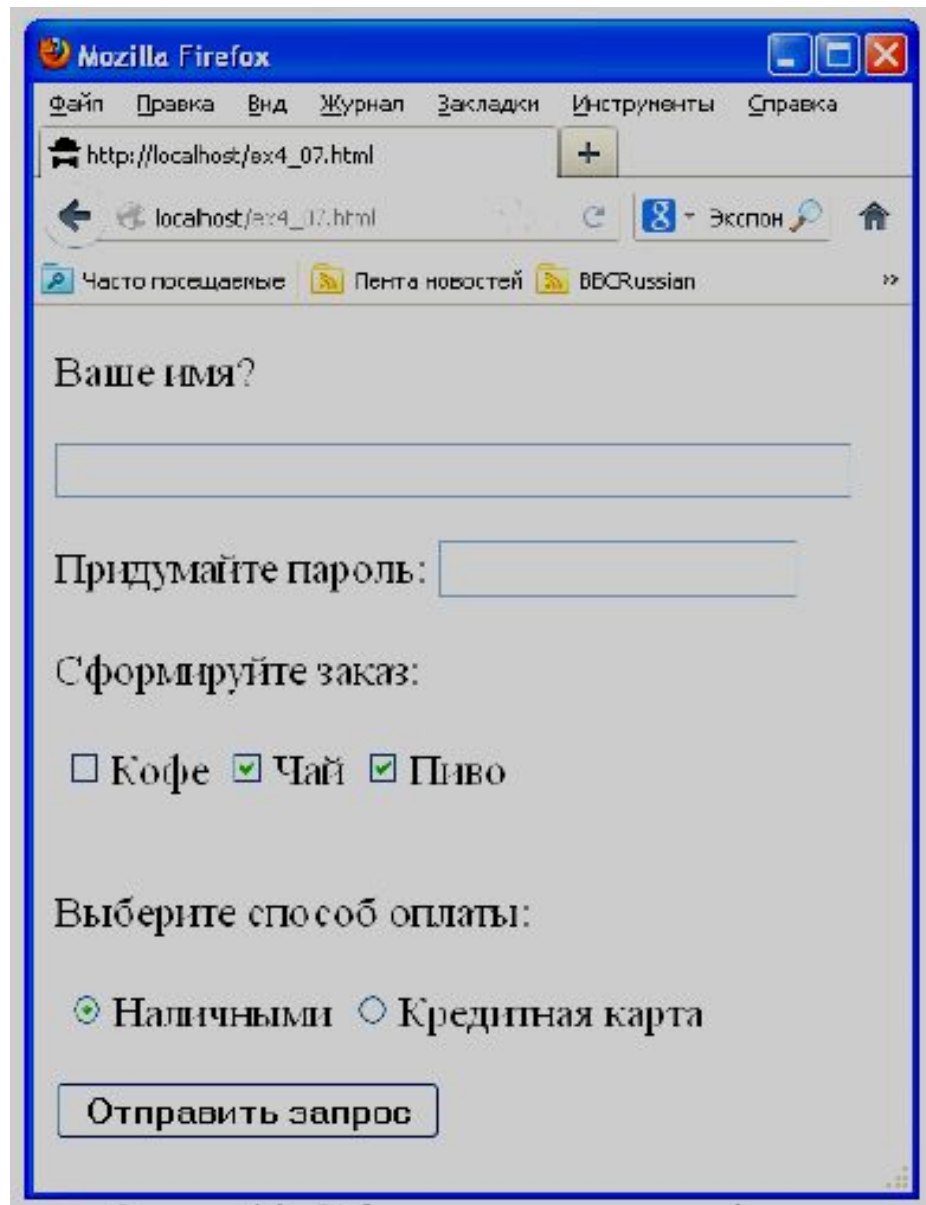 Mozilla Firefox
Файл Правка Вид Журнал Закладки Инструменты Справка
http://localhost/ex4_07.html +
localhost/ex4_07.html 8 Экспон
Часто посещаемые Лента новостей BBCRussian »
Ваше имя?
Придумайте пароль:
Сформируйте заказ:
Кофе Чай Пиво
Выберите способ оплаты:
Наличными Кредитная карта
Отправить запрос